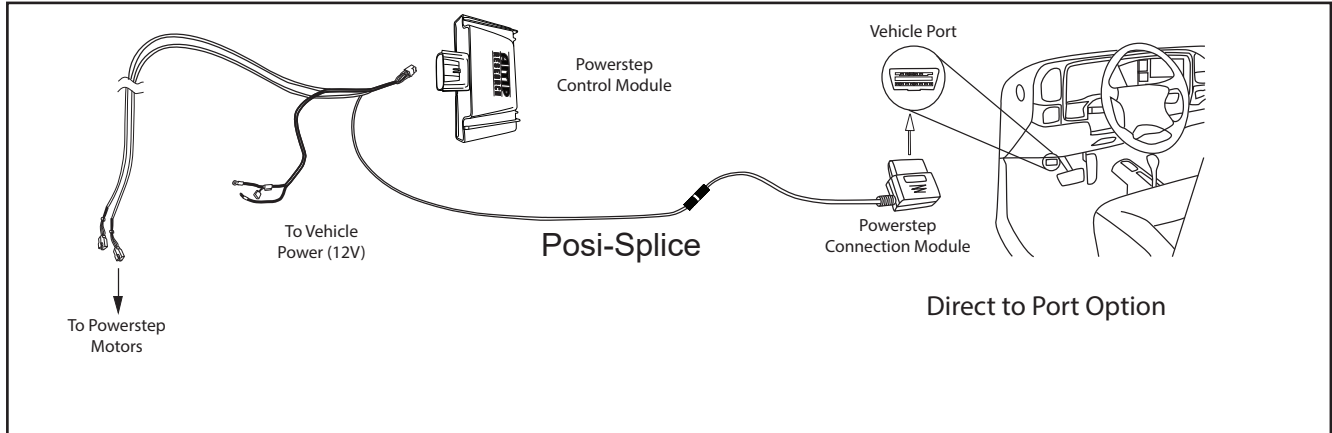 Vehicle Port
Powerstep
Control Module
To Vehicle
Power (12V)
Posi-Splice
Powerstep
Connection Module
Direct to Port Option
To Powerstep
Motors